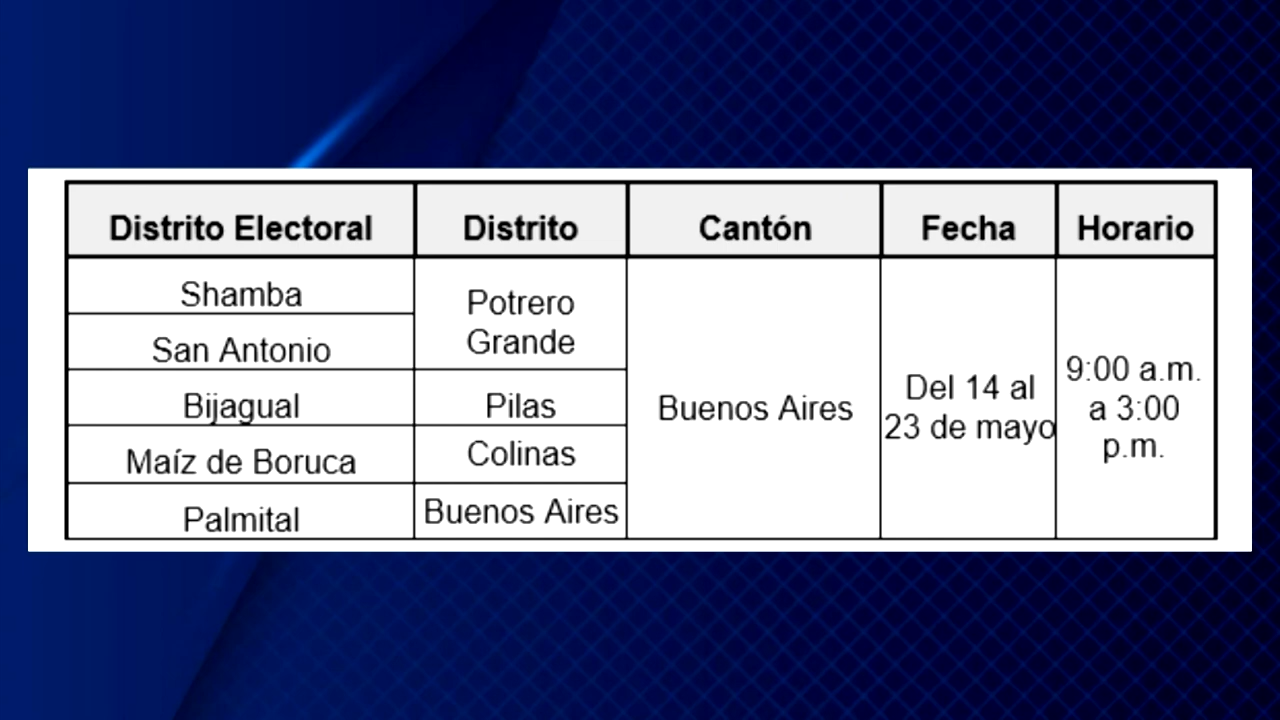 Distrito Electoral Distrito Cantón Fecha Horario
Shamba
San Antonio
Bijagual
Maíz de Boruca
Palmital
Potrero
Grande
Pilas
Colinas
Buenos Aires
Buenos Aires
Del 14 al
23 de mayo
9:00 a.m.
a 3:00
p.m.